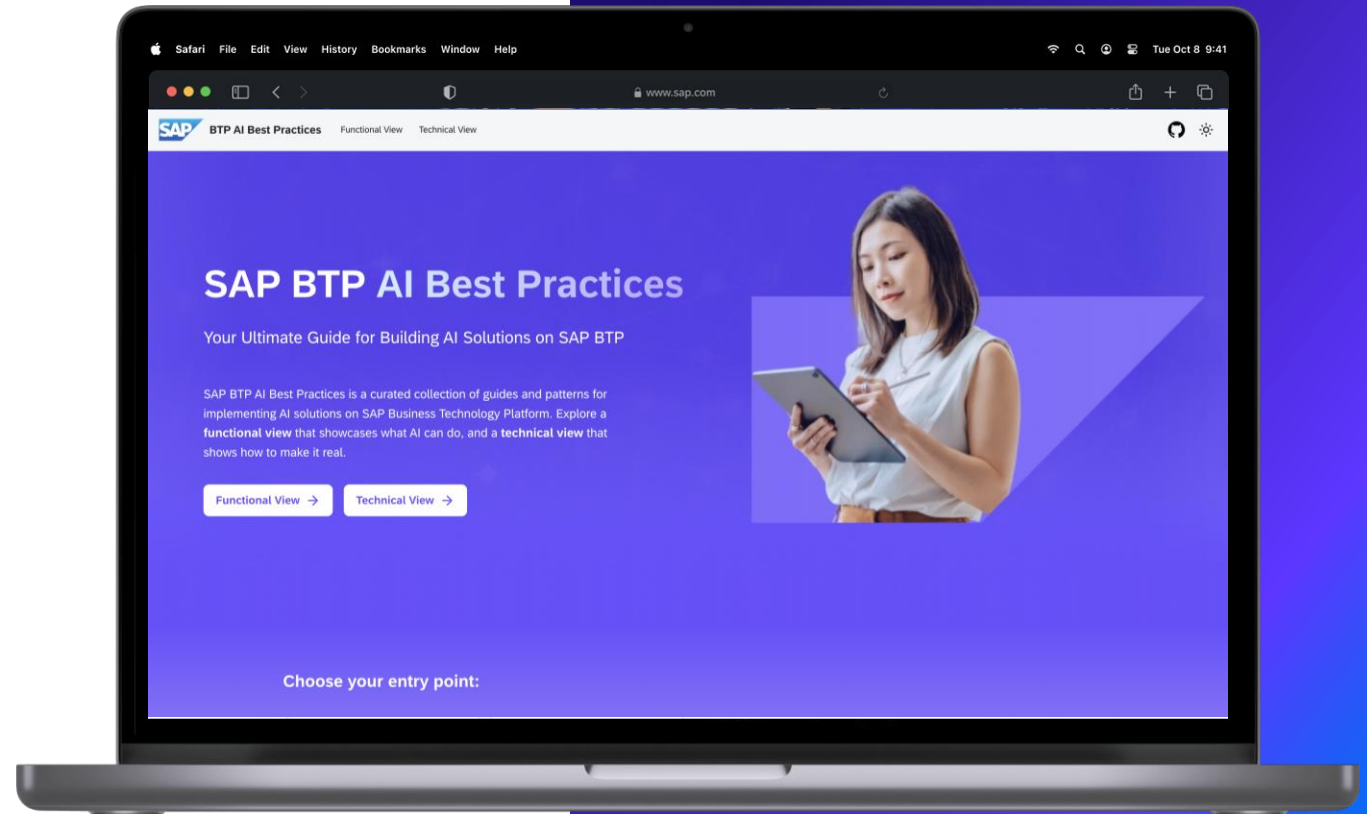 Safari File Edit View History Bookmarks Window Help
Tue Oct 8 9:41
www.sap.com
SAP BTP AI Best Practices Functional View Technical View
SAP BTP AI Best Practices
Your Ultimate Guide for Building AI Solutions on SAP BTP
SAP BTP AI Best Practices is a curated collection of guides and patterns for
implementing AI solutions on SAP Business Technology Platform. Explore a
functional view that showcases what AI can do, and a technical view that
shows how to make it real.
Functional View → Technical View →
Choose your entry point: